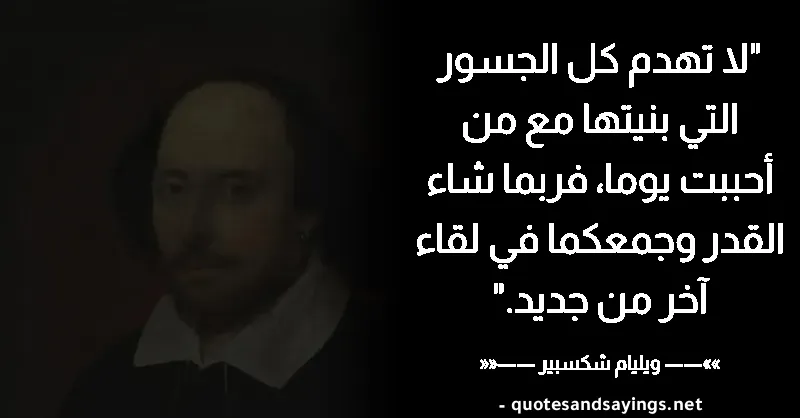 "لا تهدم كل الجسور
التي بنيتها مع من
أحببت يوما، فربما شاء
القدر وجمعكما في لقاء
آخر من جديد."
»»—— ويليام شكسبير ——««
- quotesandsayings.net